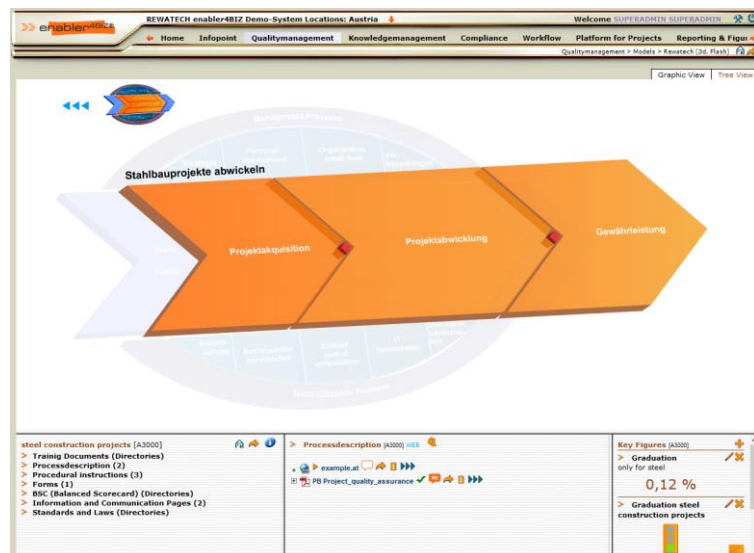 >> enabler4BIZ
REWATECH enabler4BIZ Demo-System Locations: Austria
Welcome SUPERADMIN SUPERADMIN
Home Infopoint Qualitymanagement Knowledgemanagement Compliance Workflow Platform for Projects Reporting & Figur
Qualitymanagement > Models > Rewatech (3d, Flash)
Graphic View Tree View
Stahlbauprojekte abwickeln
Projektakquisition
Projektabwicklung
Gewährleistung
steel construction projects [A3000]
> Trainig Documents (Directories)
> Processdescription (2)
> Procedural instructions (3)
> Forms (1)
> BSC (Balanced Scorecard) (Directories)
> Information and Communication Pages (2)
> Standards and Laws (Directories)
> Processdescription [A3000] WEB
example.at
PB Project_quality_assurance
Key Figures [A3000]
> Graduation
only for steel
0,12 %
> Graduation steel
construction projects